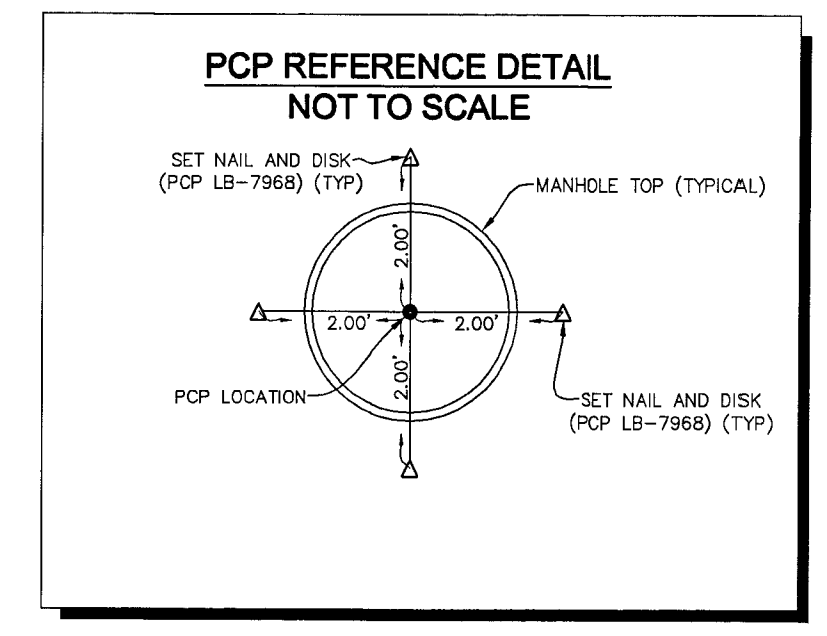 PCP REFERENCE DETAIL
NOT TO SCALE
SET NAIL AND DISK
(PCP LB-7968) (TYP)
MANHOLE TOP (TYPICAL)
2.00'
2.00'
2.00'
2.00'
PCP LOCATION
SET NAIL AND DISK
(PCP LB-7968) (TYP)